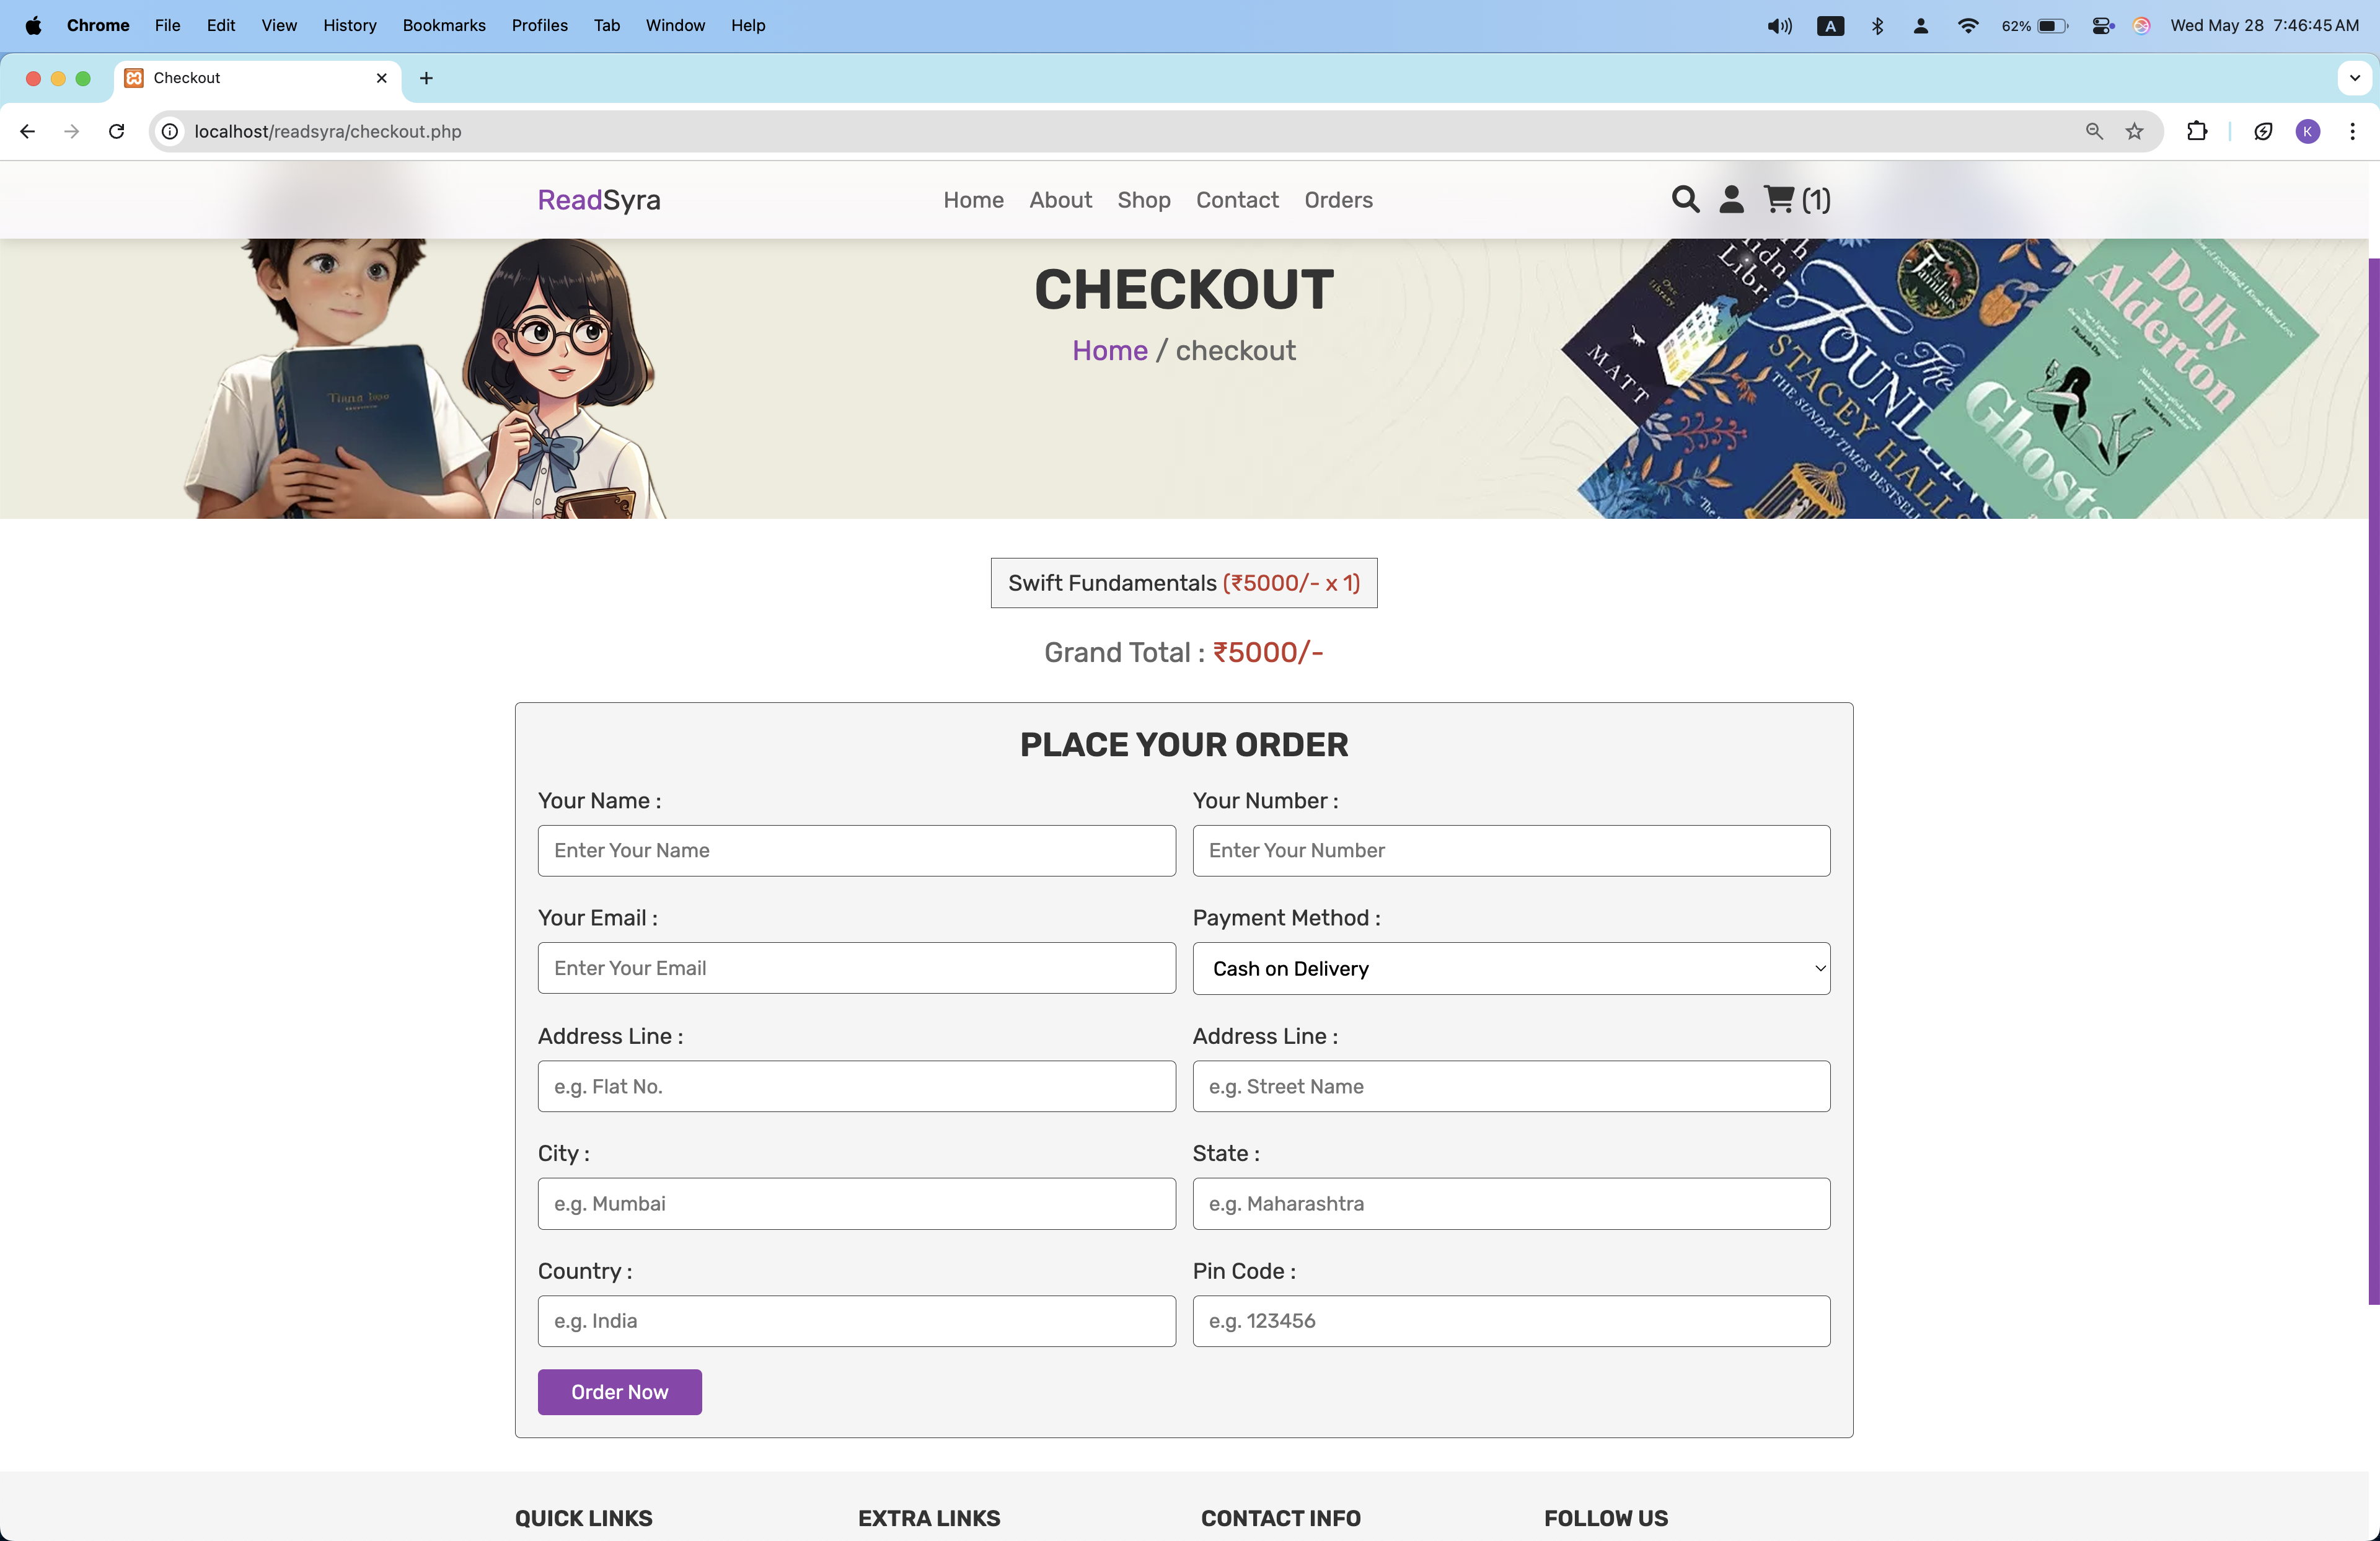 Chrome File Edit View History Bookmarks Profiles Tab Window Help
A 62% Wed May 28 7:46:45 AM
Checkout
localhost/readsyra/checkout.php
K
ReadSyra
Home About Shop Contact Orders
(1)
CHECKOUT
Home / checkout
MATT
The Familiars
The
STACEY HALL
THE SUNDAY TIMES
Dolly
Alderton
Ghosts
Swift Fundamentals (₹5000/- x 1)
Grand Total : ₹5000/-
PLACE YOUR ORDER
Your Name :
Enter Your Name
Your Number :
Enter Your Number
Your Email :
Enter Your Email
Payment Method :
Cash on Delivery
Address Line :
e.g. Flat No.
Address Line :
e.g. Street Name
City :
e.g. Mumbai
State :
e.g. Maharashtra
Country :
e.g. India
Pin Code :
e.g. 123456
Order Now
QUICK LINKS
EXTRA LINKS
CONTACT INFO
FOLLOW US